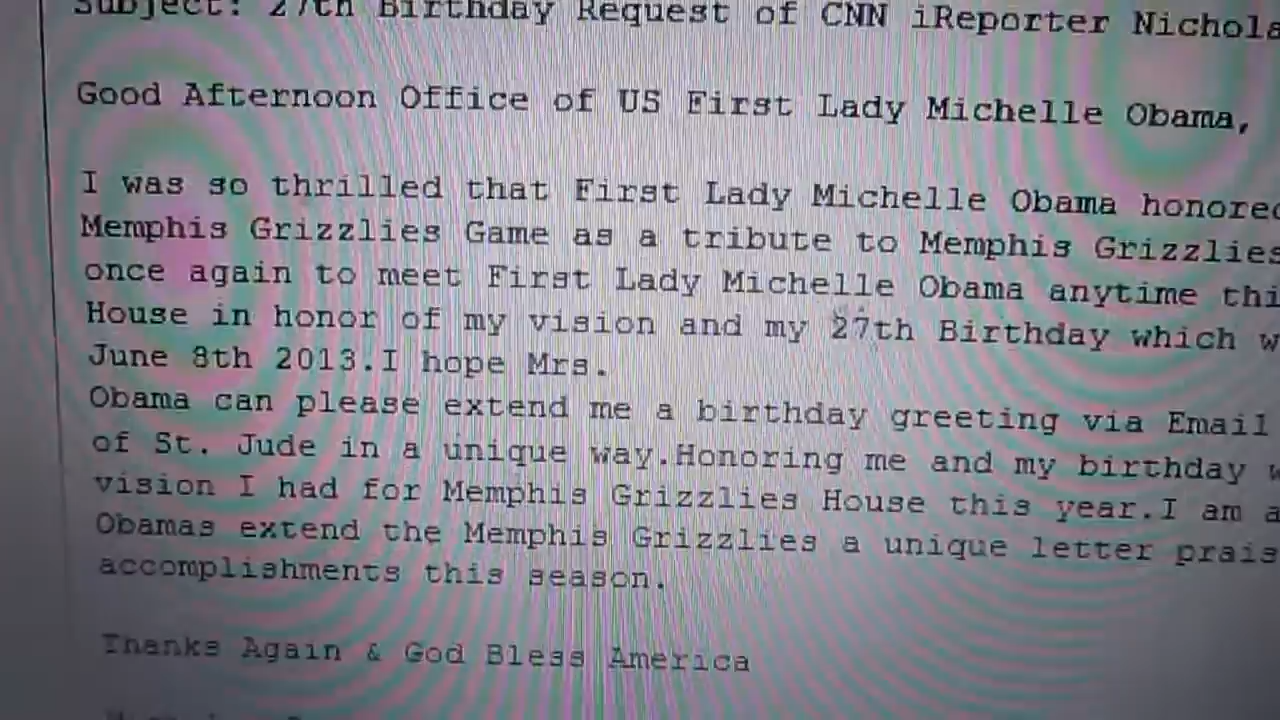 Subject: 27th Birthday Request of CNN iReporter Nichola
Good Afternoon Office of US First Lady Michelle Obama,
I was so thrilled that First Lady Michelle Obama honored
Memphis Grizzlies Game as a tribute to Memphis Grizzlies
once again to meet First Lady Michelle Obama anytime thi
House in honor of my vision and my 27th Birthday which w
June 8th 2013.I hope Mrs.
Obama can please extend me a birthday greeting via Email
of St. Jude in a unique way.Honoring me and my birthday w
vision I had for Memphis Grizzlies House this year.I am a
Obamas extend the Memphis Grizzlies a unique letter prais
accomplishments this season.
Thanks Again & God Bless America